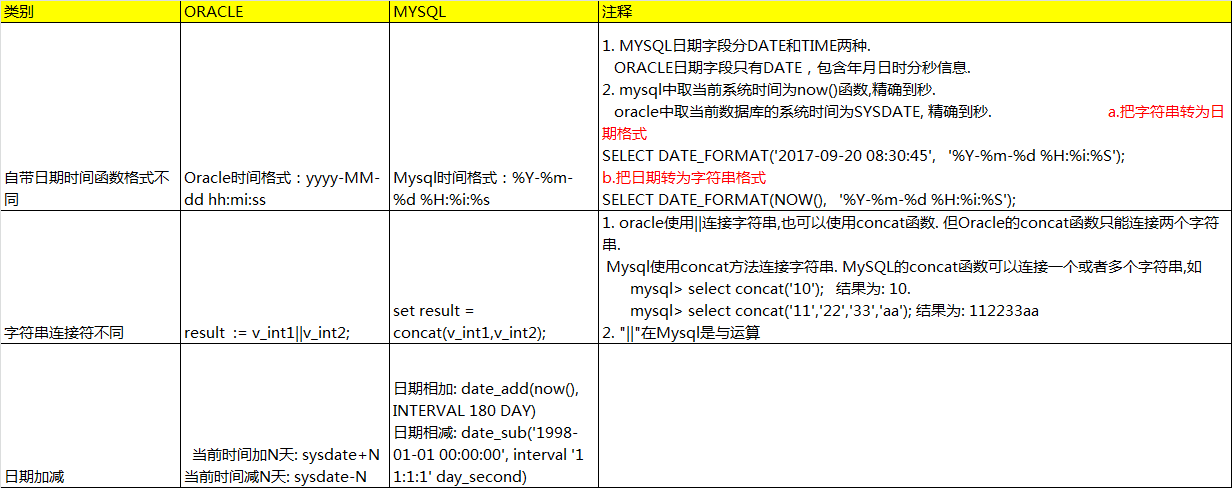 类别 ORACLE MYSQL 注释
自带日期时间函数格式不
同
Oracle时间格式：yyyy-MM-
dd hh:mi:ss
Mysql时间格式：%Y-%m-
%d %H:%i:%s
1. MYSQL日期字段分DATE和TIME两种.
ORACLE日期字段只有DATE，包含年月日时分秒信息.
2. mysql中取当前系统时间为now()函数,精确到秒.
oracle中取当前数据库的系统时间为SYSDATE, 精确到秒. a.把字符串转为日
期格式
SELECT DATE_FORMAT('2017-09-20 08:30:45', '%Y-%m-%d %H:%i:%S');
b.把日期转为字符串格式
SELECT DATE_FORMAT(NOW(), '%Y-%m-%d %H:%i:%S');
字符串连接符不同
result := v_int1||v_int2;
set result =
concat(v_int1,v_int2);
1. oracle使用||连接字符串,也可以使用concat函数. 但Oracle的concat函数只能连接两个字符
串.
Mysql使用concat方法连接字符串. MySQL的concat函数可以连接一个或者多个字符串,如
mysql> select concat('10'); 结果为: 10.
mysql> select concat('11','22','33','aa'); 结果为: 112233aa
2. "||"在Mysql是与运算
日期加减
当前时间加N天: sysdate+N
当前时间减N天: sysdate-N
日期相加: date_add(now(),
INTERVAL 180 DAY)
日期相减: date_sub('1998-
01-01 00:00:00', interval '1
1:1:1' day_second)